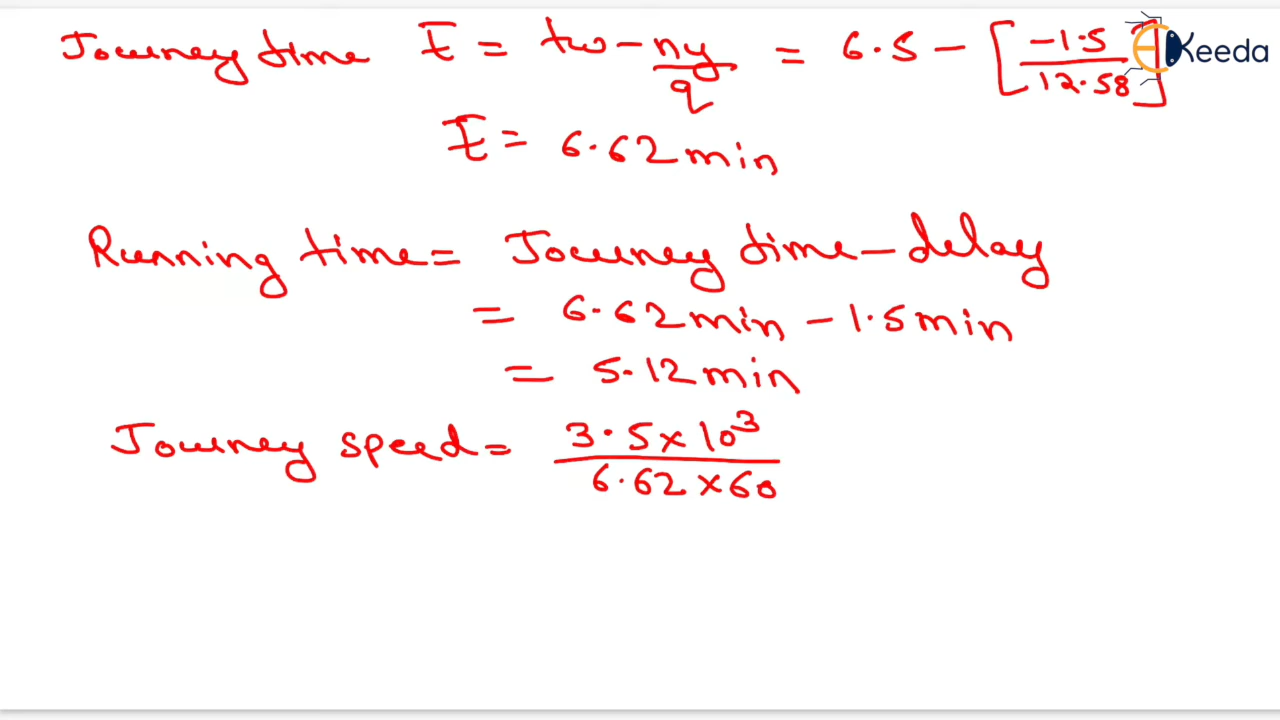 Journey time t̄ = tw - ny/q = 6.5 - [-1.5/12.58]
Keeda
t̄ = 6.62 min
Running time = Journey time - delay
= 6.62 min - 1.5 min
= 5.12 min
Journey speed = 3.5 x 10³ / 6.62 x 60